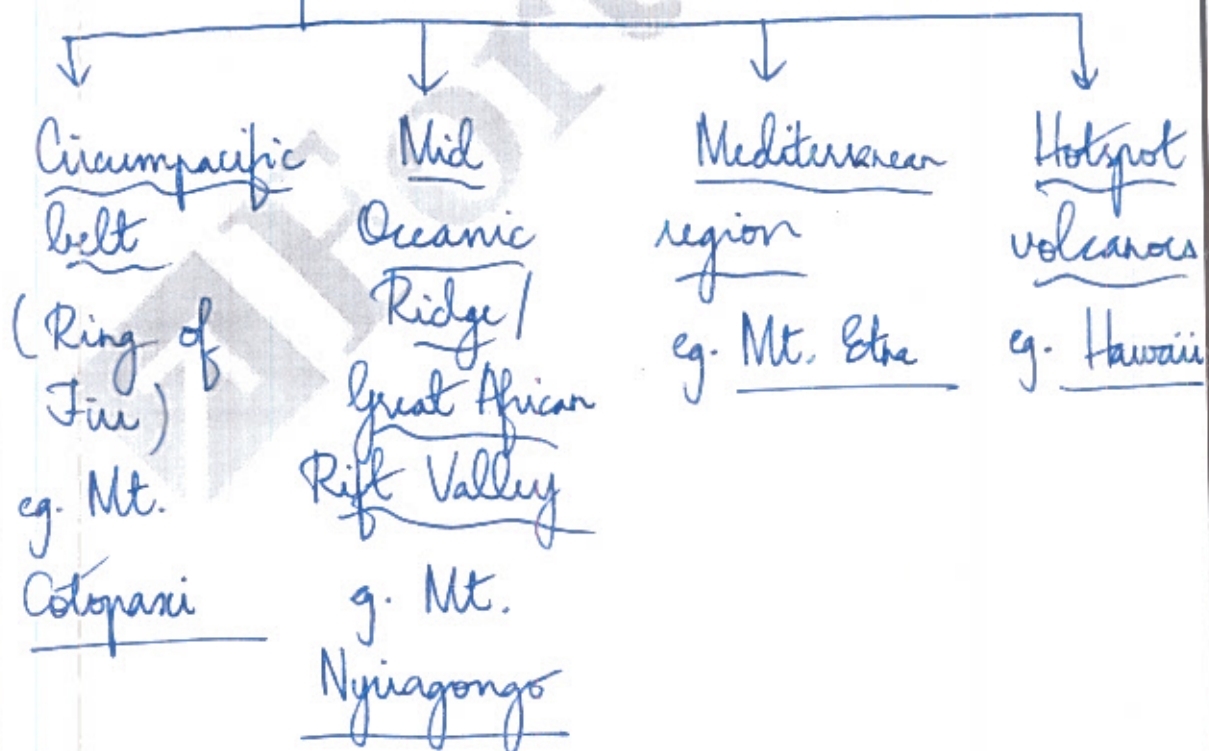 Circumpacific
belt
(Ring of
Fire)
eg. Mt.
Cotopaxi
Mid
Oceanic
Ridge/
Great African
Rift Valley
g. Mt.
Nyiragongo
Mediterranean
region
eg. Mt. Etna
Hotspot
volcanoes
eg. Hawaii